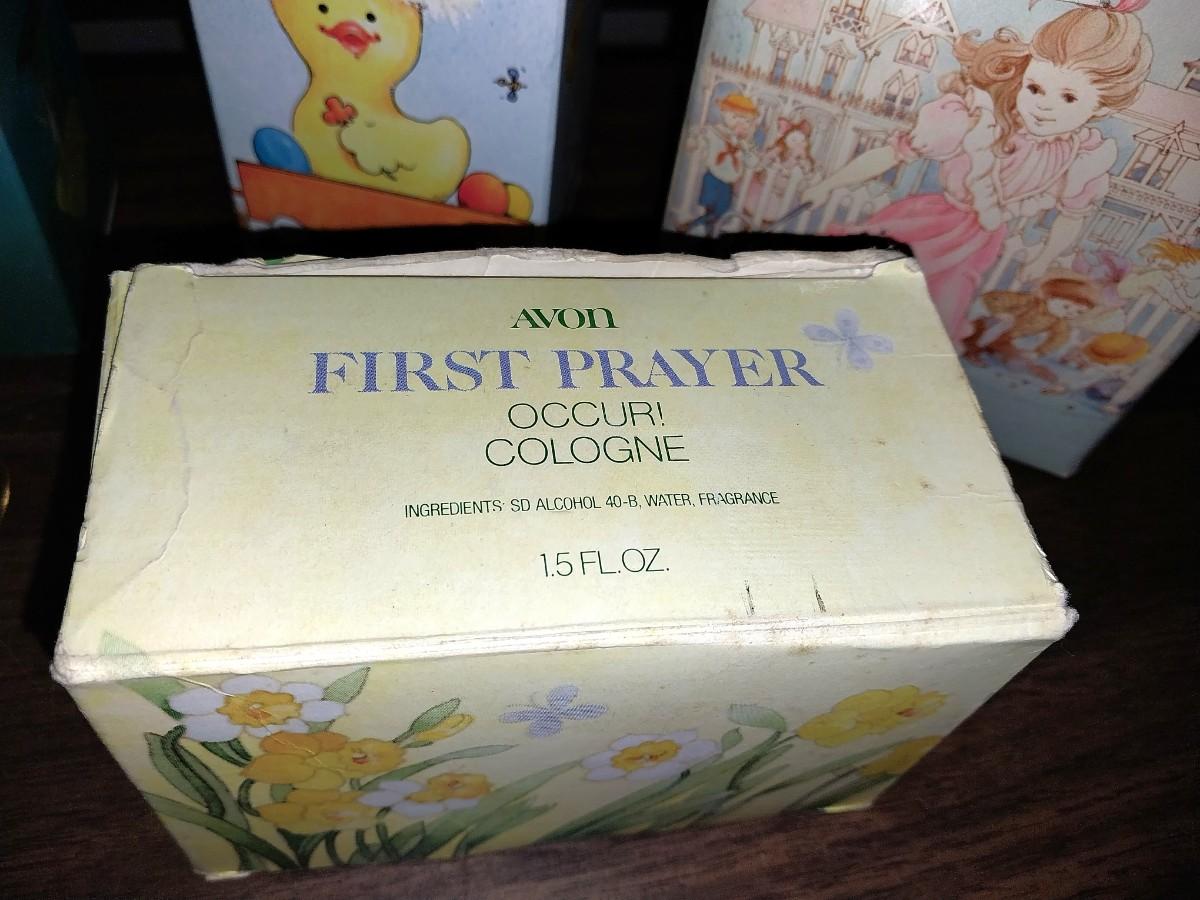 AVON
FIRST PRAYER
OCCUR!
COLOGNE
INGREDIENTS: SD ALCOHOL 40-B, WATER, FRAGRANCE
1.5 FL.OZ.